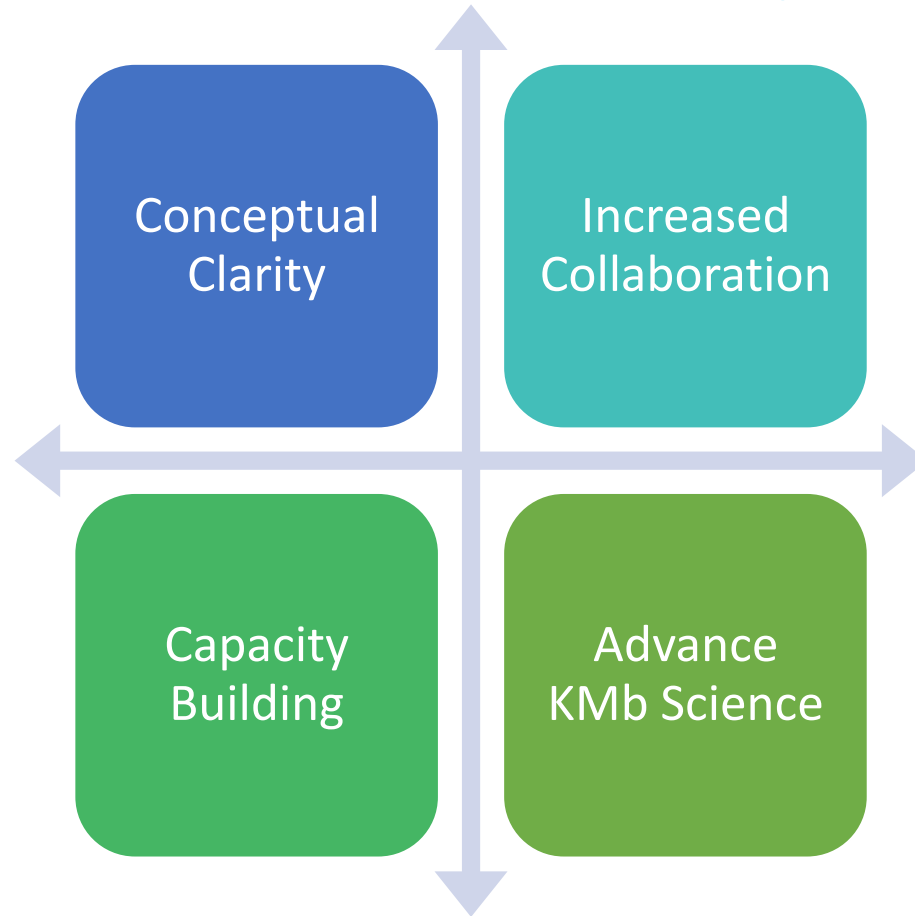 Conceptual
Clarity
Increased
Collaboration
Capacity
Building
Advance
KMb Science